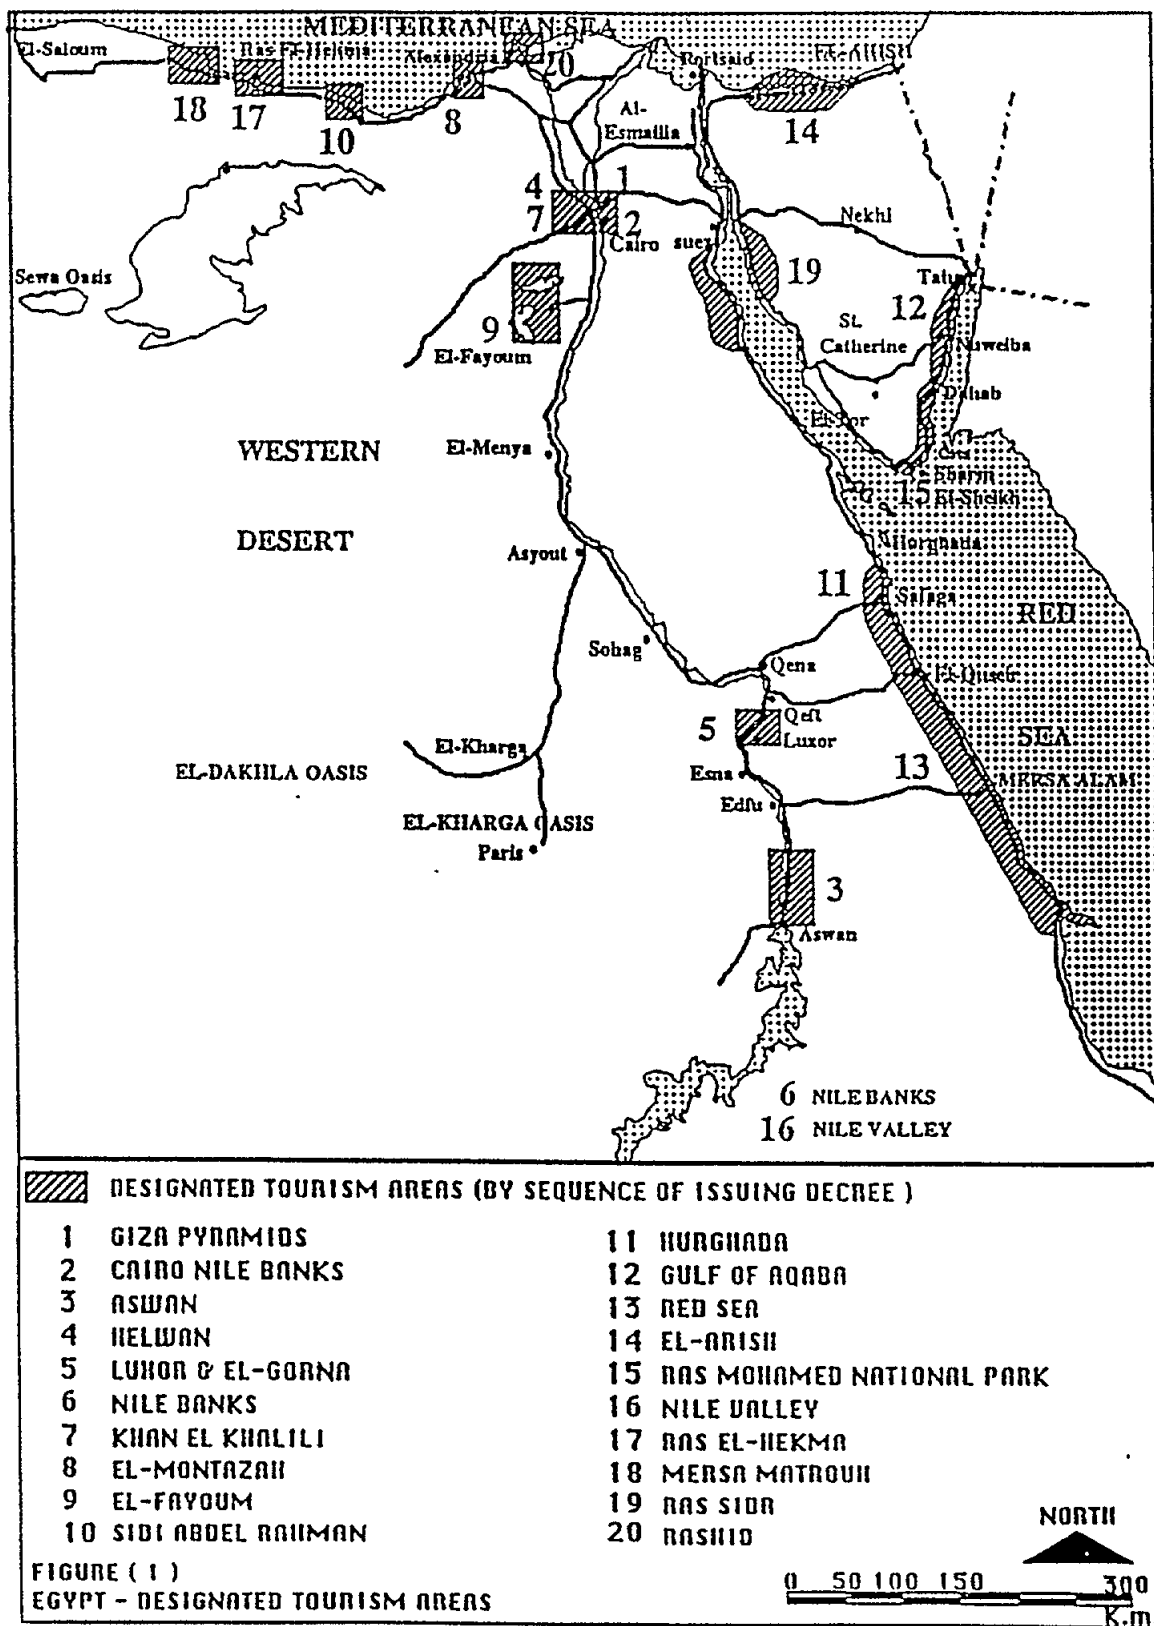 MEDITERRANEAN SEA
El-Saloum
Ras El-Hekma
Alexandria
20
Portsaid
EL-ARISH
18
17
10
8
Al-
Esmailia
14
4
1
7
2
Cairo
suez
Nekhl
Sewa Oasis
19
Taba
12
9
El-Fayoum
St.
Catherine
Nuweiba
Dahab
El-Tor
WESTERN
El-Menya
15
Sharm
El-Sheikh
DESERT
Asyout
Horghada
11
Safaga
RED
Sohag
Qena
El-Quseir
5
Qeft
Luxor
El-Kharga
SEA
EL-DAKHLA OASIS
Esna
13
MERSA ALAM
Edfu
EL-KHARGA OASIS
Paris
3
Aswan
6 NILE BANKS
16 NILE VALLEY
DESIGNATED TOURISM AREAS (BY SEQUENCE OF ISSUING DECREE )
1 GIZA PYRAMIDS
2 CAIRO NILE BANKS
3 ASWAN
4 HELWAN
5 LUXOR & EL-GORNA
6 NILE BANKS
7 KHAN EL KHALILI
8 EL-MONTAZAH
9 EL-FAYOUM
10 SIDI ABDEL RAHMAN
11 HURGHADA
12 GULF OF AQABA
13 RED SEA
14 EL-ARISH
15 RAS MOHAMED NATIONAL PARK
16 NILE VALLEY
17 RAS EL-HEKMA
18 MERSA MATROUH
19 RAS SIDR
20 RASHID
NORTH
FIGURE ( 1 )
EGYPT - DESIGNATED TOURISM AREAS
0 50 100 150 300
K.m